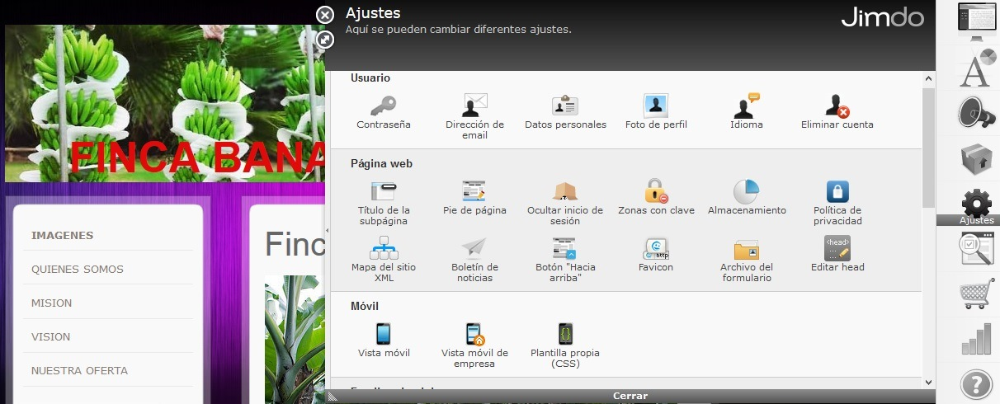 Ajustes
Jimdo
Aquí se pueden cambiar diferentes ajustes.
FINCA BANA
IMAGENES
QUIENES SOMOS
MISION
VISION
NUESTRA OFERTA
Finc
Usuario
Contraseña
Dirección de
email
Datos personales
Foto de perfil
Idioma
Eliminar cuenta
Página web
Título de la
subpágina
Pie de página
Ocultar inicio de
sesión
Zonas con clave
Almacenamiento
Política de
privacidad
Mapa del sitio
XML
Boletín de
noticias
Botón "Hacia
arriba"
http
Favicon
Archivo del
formulario
<head>
...
Editar head
Móvil
Vista móvil
Vista móvil de
empresa
Plantilla propia
(CSS)
Cerrar
Ajustes